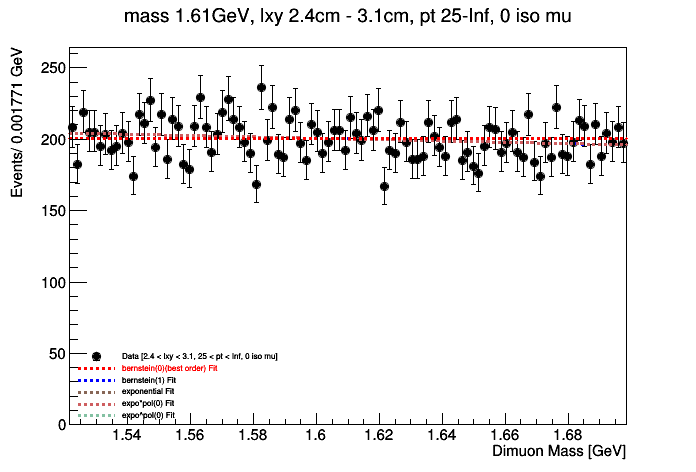 mass 1.61GeV, lxy 2.4cm - 3.1cm, pt 25-Inf, 0 iso mu
Events/ 0.001771 GeV
250
200
150
100
50
0
Data [2.4 < lxy < 3.1, 25 < pt < Inf, 0 iso mu]
bernstein(0)(best order) Fit
bernstein(1) Fit
exponential Fit
expo*pol(0) Fit
expo^pol(0) Fit
1.54 1.56 1.58 1.6 1.62 1.64 1.66 1.68
Dimuon Mass [GeV]